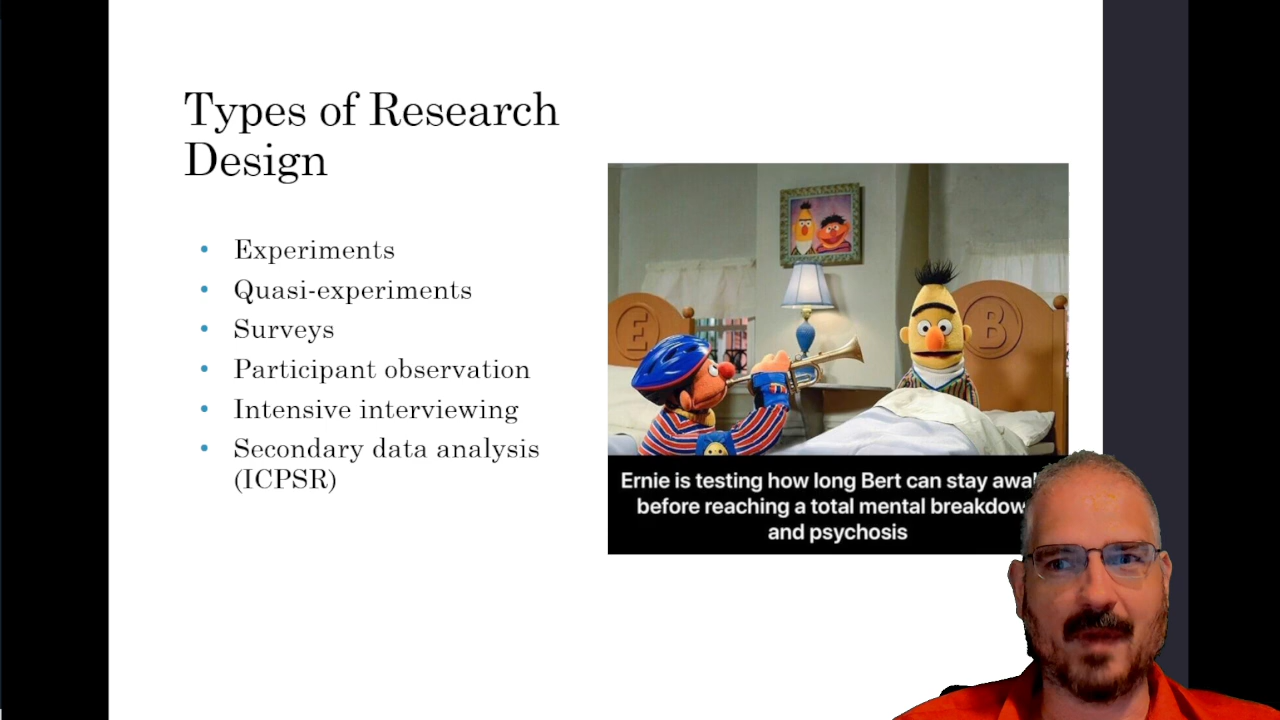 Types of Research
Design
• Experiments
• Quasi-experiments
• Surveys
• Participant observation
• Intensive interviewing
• Secondary data analysis
(ICPSR)
E
B
Ernie is testing how long Bert can stay
before reaching a total mental
and psychosis